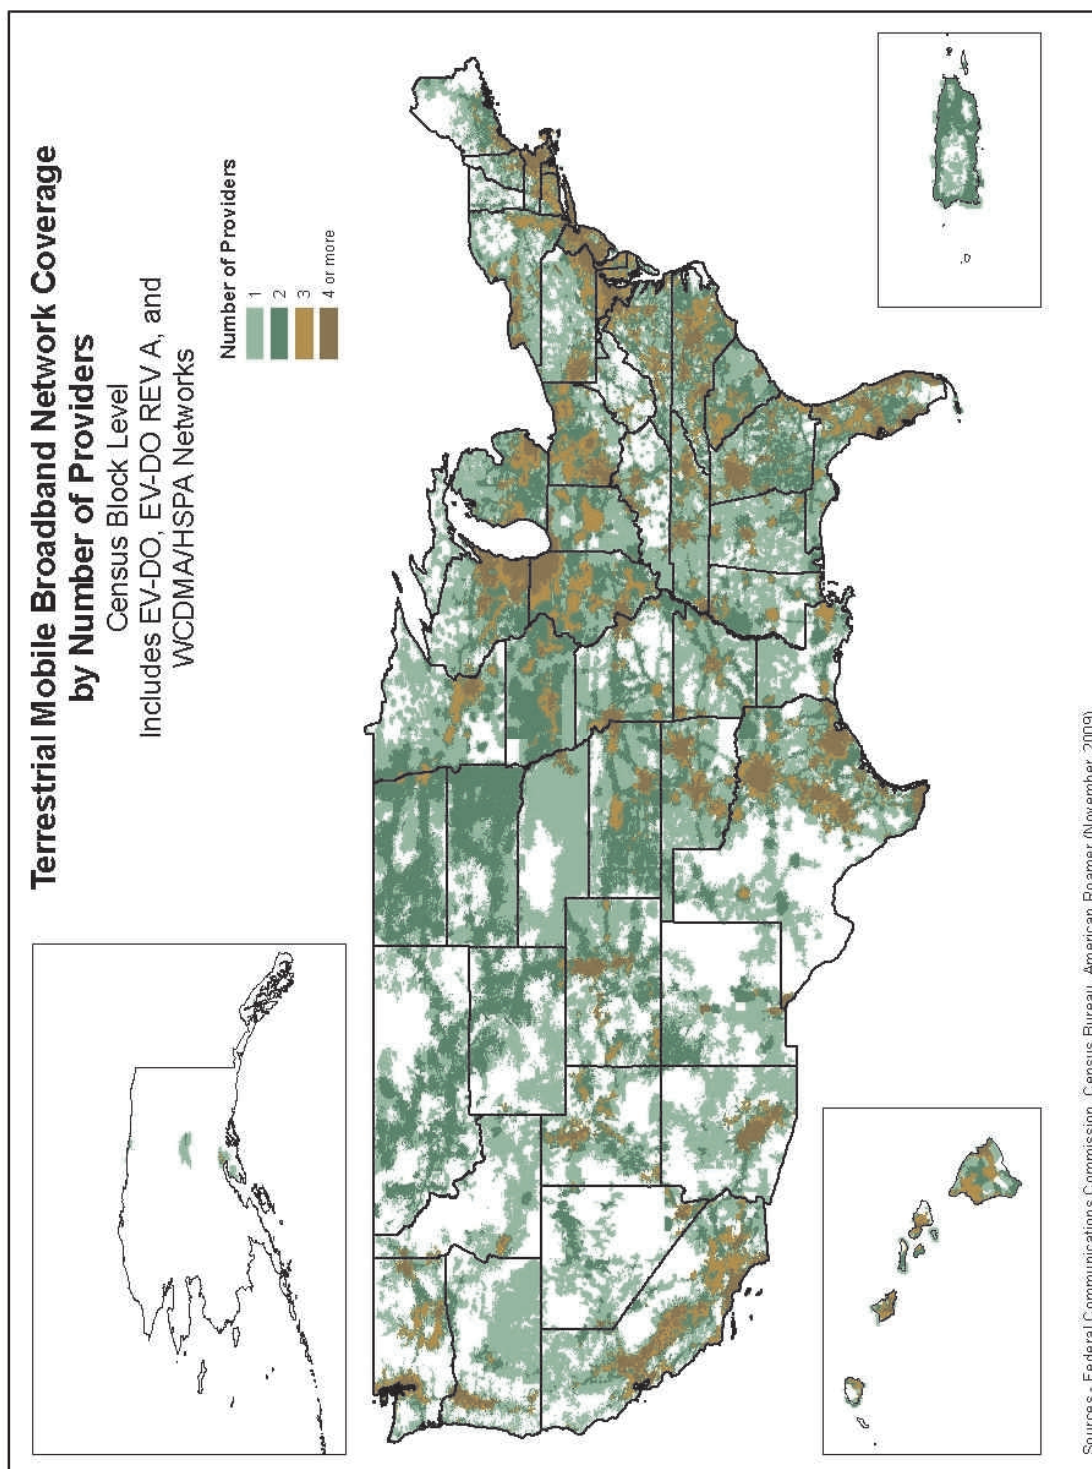 Terrestrial Mobile Broadband Network Coverage
by Number of Providers
Census Block Level
Includes EV-DO, EV-DO REV A, and
WCDMA/HSPA Networks
Number of Providers
1
2
3
4 or more
Sources - Federal Communications Commission, Census Bureau, American Roamer (November, 2009)